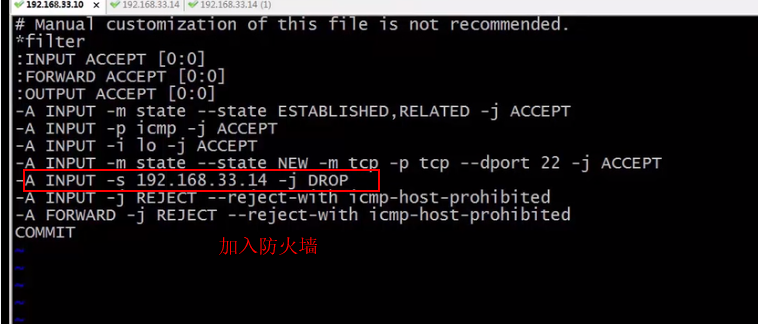 192.168.33.10 × 192.168.33.14 192.168.33.14 (1)
# Manual customization of this file is not recommended.
*filter
:INPUT ACCEPT [0:0]
:FORWARD ACCEPT [0:0]
:OUTPUT ACCEPT [0:0]
-A INPUT -m state --state ESTABLISHED,RELATED -j ACCEPT
-A INPUT -p icmp -j ACCEPT
-A INPUT -i lo -j ACCEPT
-A INPUT -m state --state NEW -m tcp -p tcp --dport 22 -j ACCEPT
-A INPUT -s 192.168.33.14 -j DROP
-A INPUT -j REJECT --reject-with icmp-host-prohibited
-A FORWARD -j REJECT --reject-with icmp-host-prohibited
COMMIT
加入防火墙
~
~
~
~
~